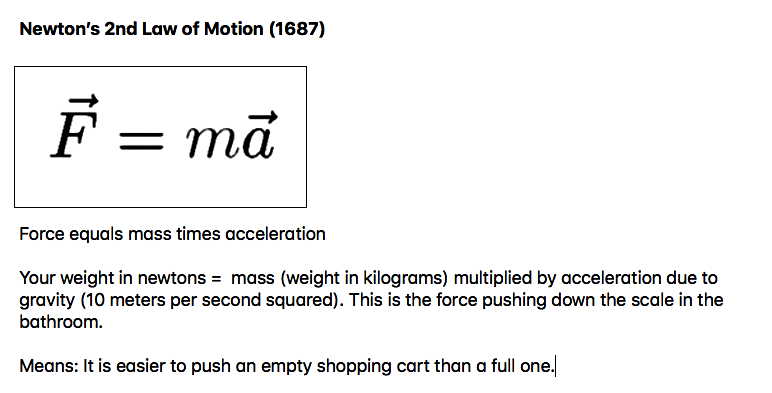 Newton’s 2nd Law of Motion (1687)
F⃗ = ma⃗
Force equals mass times acceleration
Your weight in newtons =  mass (weight in kilograms) multiplied by acceleration due to
gravity (10 meters per second squared). This is the force pushing down the scale in the
bathroom.
Means: It is easier to push an empty shopping cart than a full one.